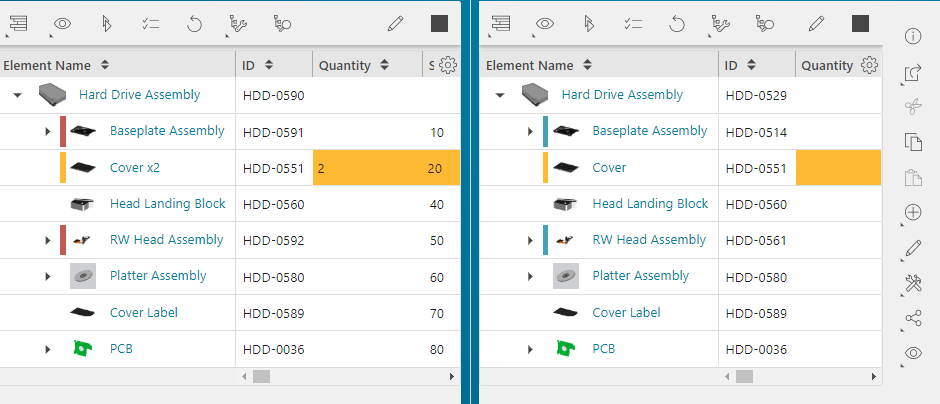 Element Name ID Quantity S
Hard Drive Assembly HDD-0590
Baseplate Assembly HDD-0591 10
Cover x2 HDD-0551 2 20
Head Landing Block HDD-0560 40
RW Head Assembly HDD-0592 50
Platter Assembly HDD-0580 60
Cover Label HDD-0589 70
PCB HDD-0036 80
Element Name ID Quantity
Hard Drive Assembly HDD-0529
Baseplate Assembly HDD-0514
Cover HDD-0551
Head Landing Block HDD-0560
RW Head Assembly HDD-0561
Platter Assembly HDD-0580
Cover Label HDD-0589
PCB HDD-0036